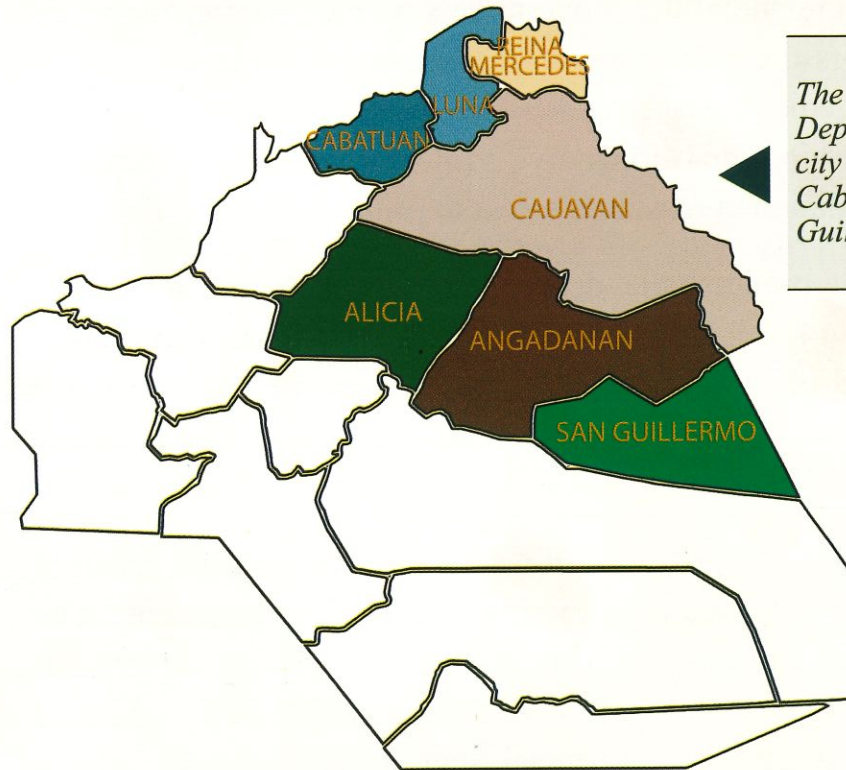 REINA
MERCEDES
LUNA
CABATUAN
CAUAYAN
ALICIA
ANGADANAN
SAN GUILLERMO
The
Dep
city
Cab
Gui